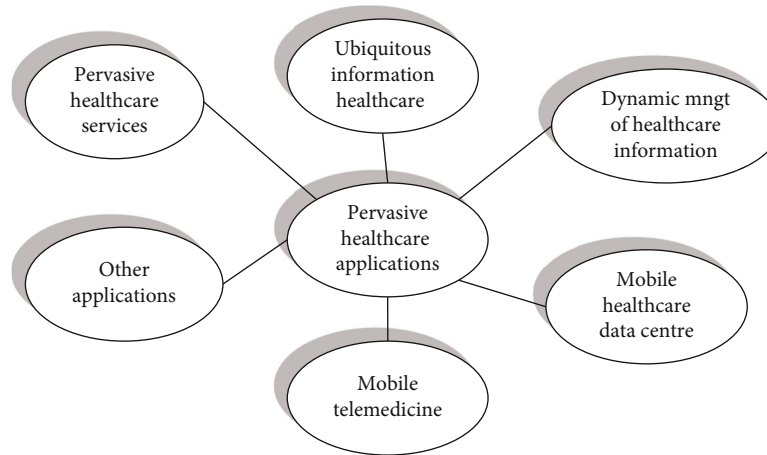 Pervasive
healthcare
services
Ubiquitous
information
healthcare
Dynamic mngt
of healthcare
information
Pervasive
healthcare
applications
Other
applications
Mobile
healthcare
data centre
Mobile
telemedicine